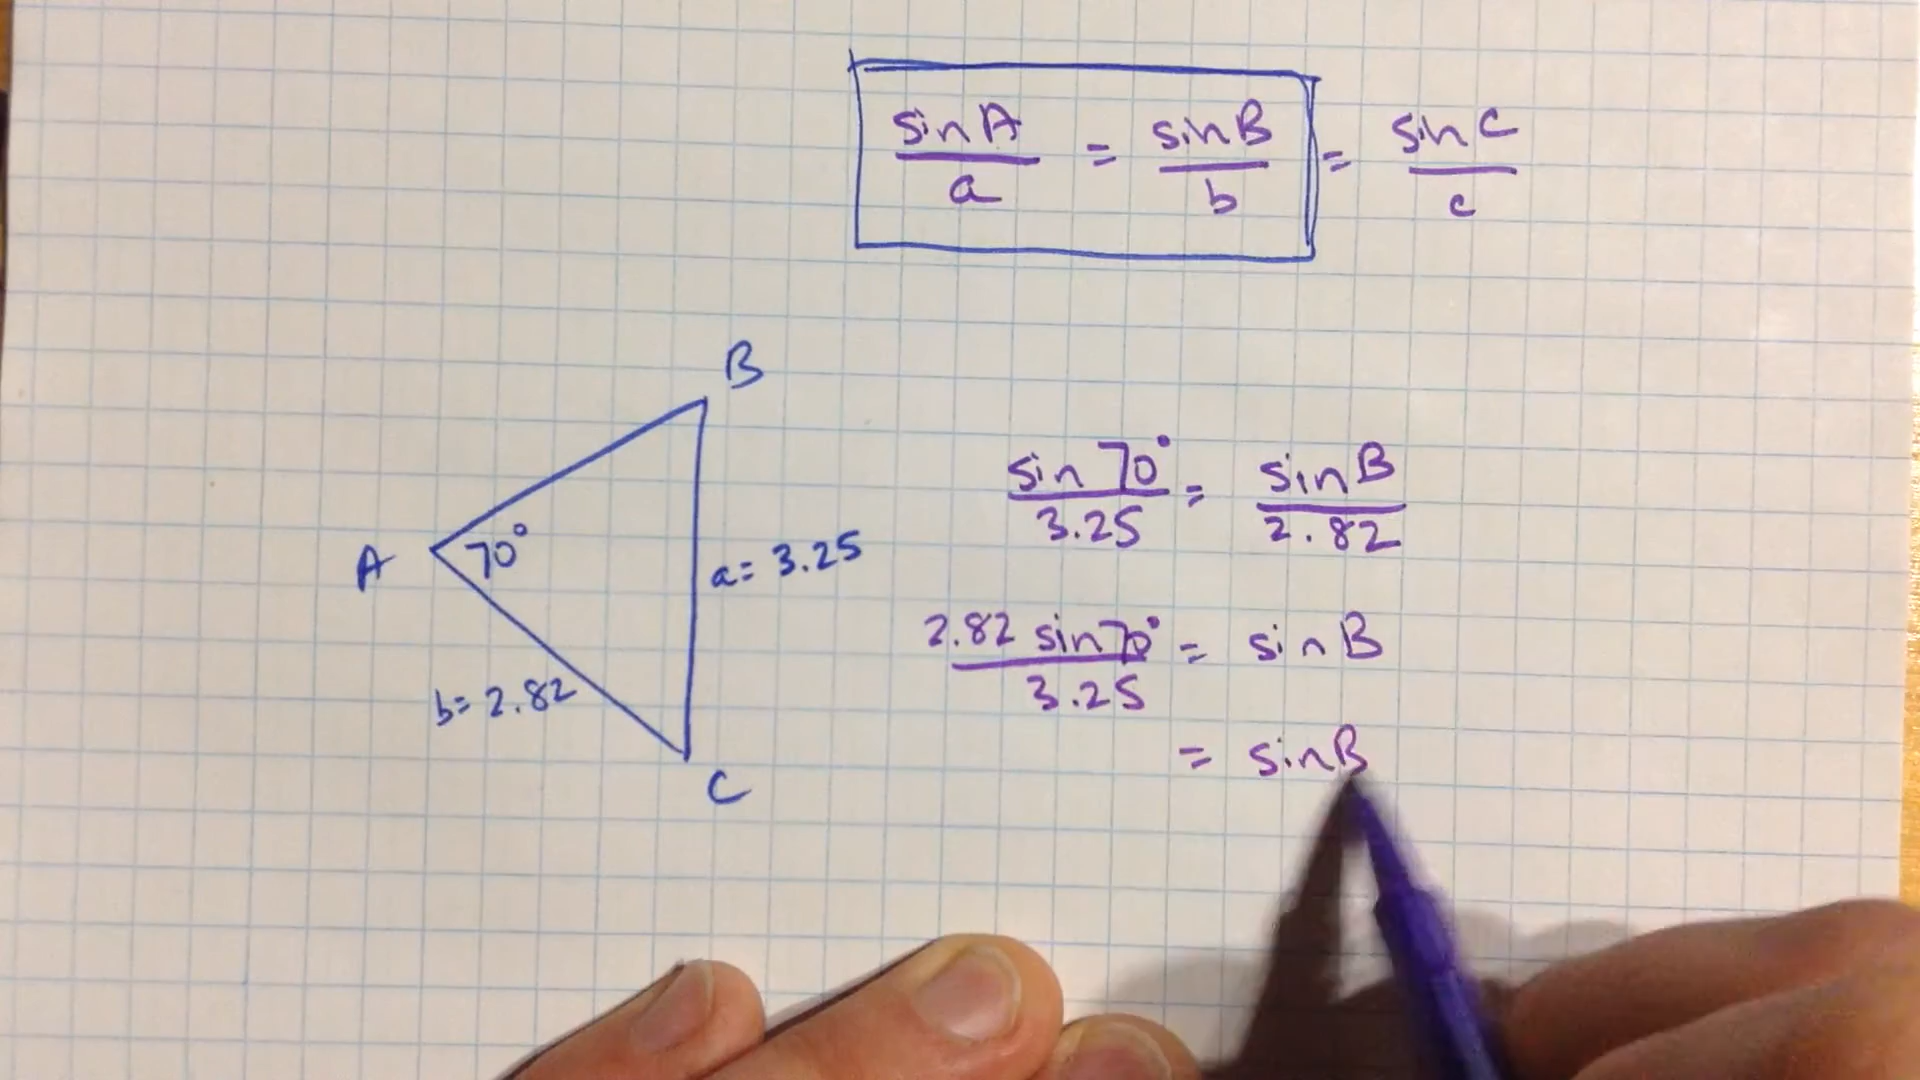 sin A / a = sin B / b = sin C / c
B
A 70°
a = 3.25
b = 2.82
C
sin 70° / 3.25 = sin B / 2.82
2.82 sin 70° / 3.25 = sin B
= sin B